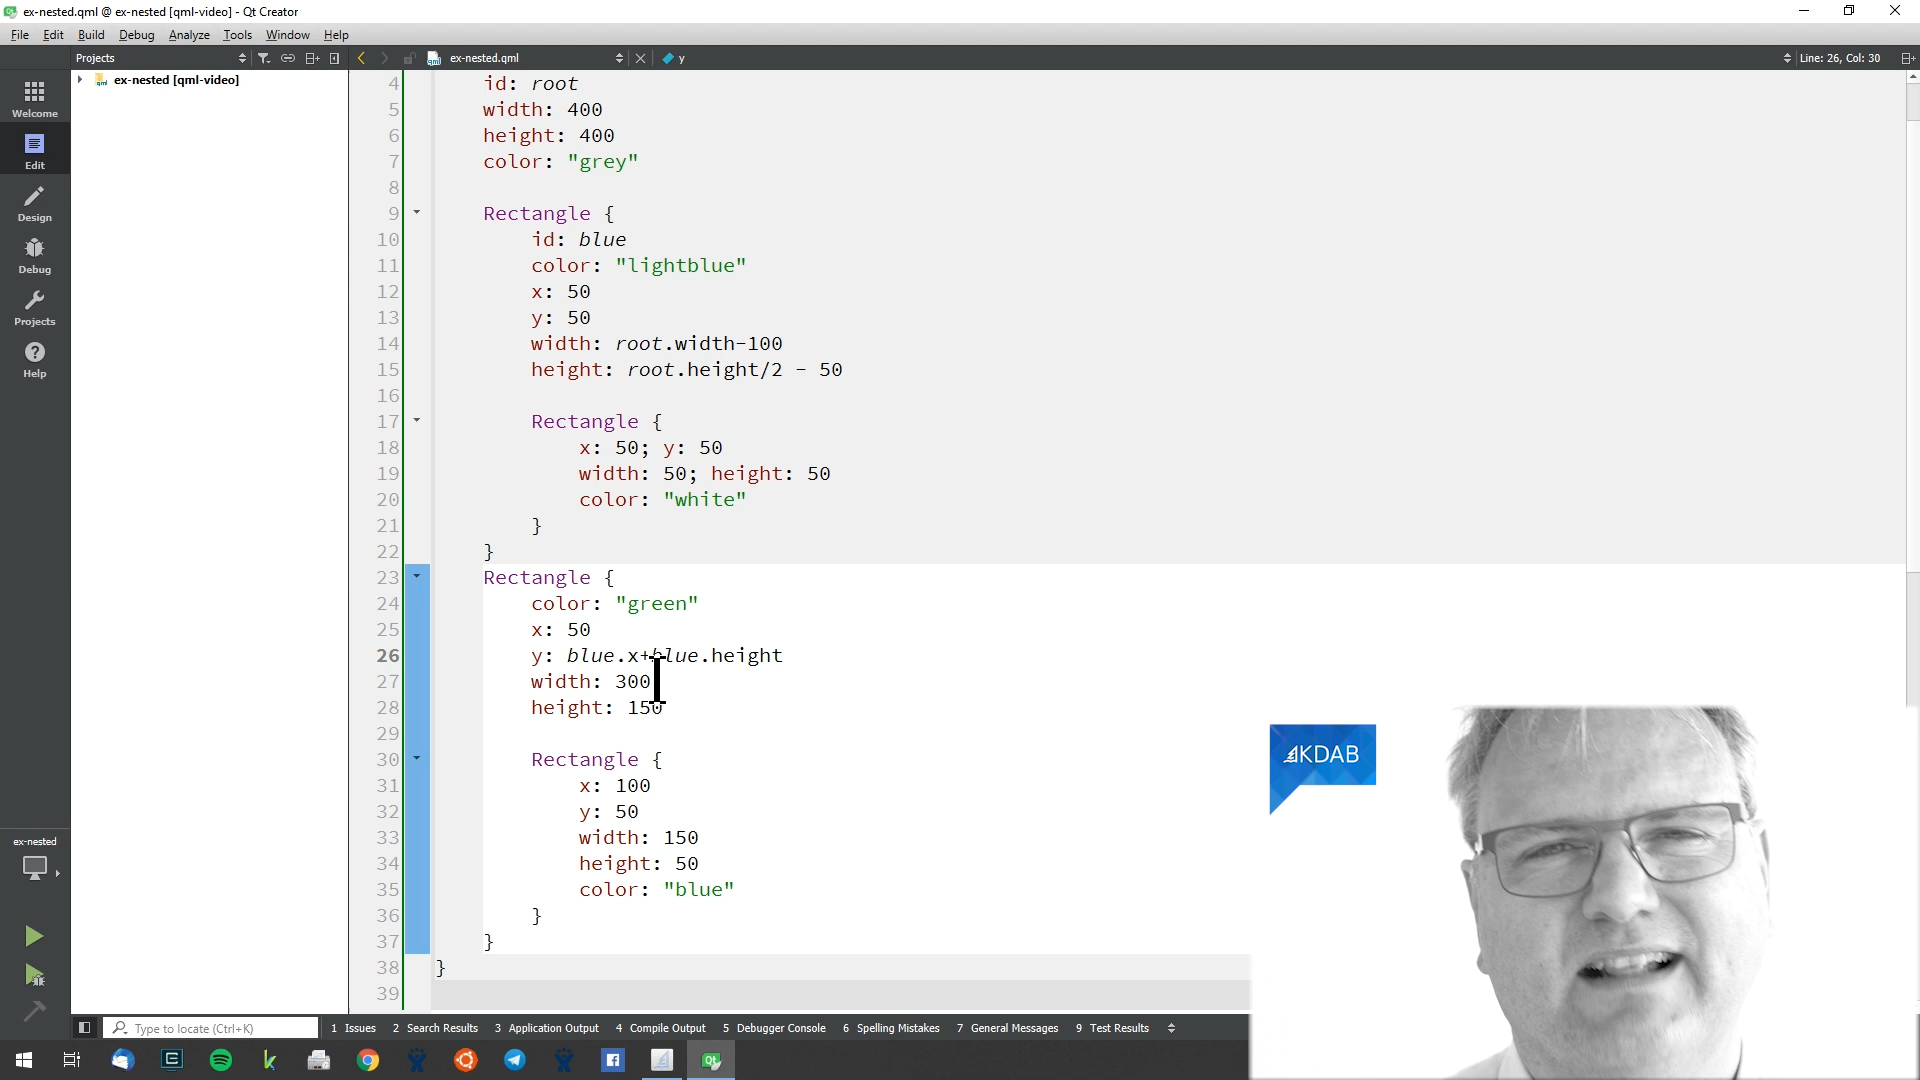 ex-nested.qml @ ex-nested [qml-video] - Qt Creator
File Edit Build Debug Analyze Tools Window Help
Projects ex-nested.qml y Line: 26, Col: 30
ex-nested [qml-video]
Welcome
Edit
Design
Debug
Projects
Help
4 id: root
5 width: 400
6 height: 400
7 color: "grey"
8
9 Rectangle {
10 id: blue
11 color: "lightblue"
12 x: 50
13 y: 50
14 width: root.width-100
15 height: root.height/2 - 50
16
17 Rectangle {
18 x: 50; y: 50
19 width: 50; height: 50
20 color: "white"
21 }
22 }
23 Rectangle {
24 color: "green"
25 x: 50
26 y: blue.x+blue.height
27 width: 300
28 height: 150
29
30 Rectangle {
31 x: 100
32 y: 50
33 width: 150
34 height: 50
35 color: "blue"
36 }
37 }
38 }
39
KDAB
ex-nested
Type to locate (Ctrl+K) 1 Issues 2 Search Results 3 Application Output 4 Compile Output 5 Debugger Console 6 Spelling Mistakes 7 General Messages 9 Test Results